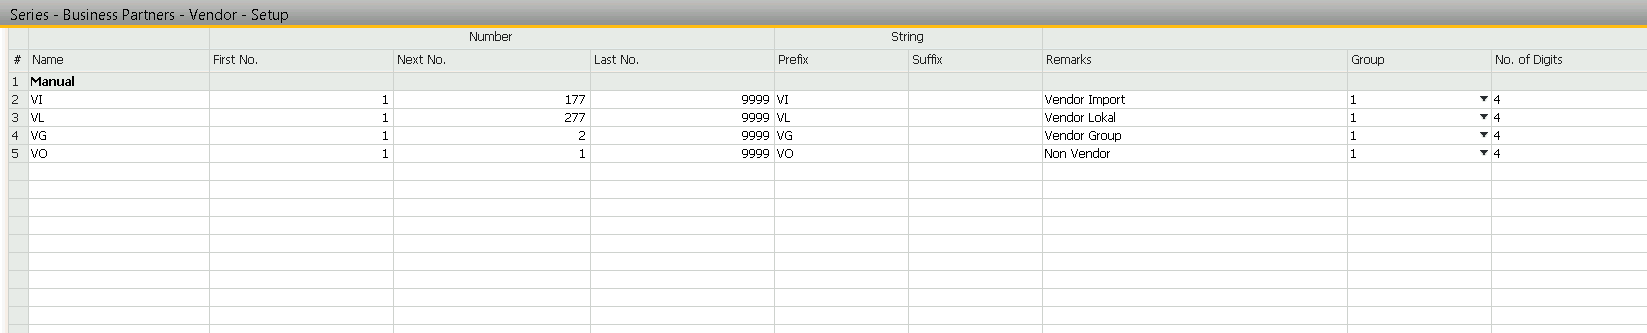 Series - Business Partners - Vendor - Setup
Number String
# Name First No. Next No. Last No. Prefix Suffix Remarks Group No. of Digits
1 Manual
2 VI 1 177 9999 VI Vendor Import 1 4
3 VL 1 277 9999 VL Vendor Lokal 1 4
4 VG 1 2 9999 VG Vendor Group 1 4
5 VO 1 1 9999 VO Non Vendor 1 4